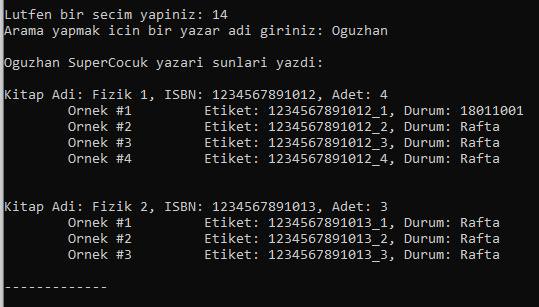 Lutfen bir secim yapiniz: 14
Arama yapmak icin bir yazar adi giriniz: Oguzhan
Oguzhan SuperCocuk yazari sunlari yazdi:
Kitap Adi: Fizik 1, ISBN: 1234567891012, Adet: 4
Ornek #1 Etiket: 1234567891012_1, Durum: 18011001
Ornek #2 Etiket: 1234567891012_2, Durum: Rafta
Ornek #3 Etiket: 1234567891012_3, Durum: Rafta
Ornek #4 Etiket: 1234567891012_4, Durum: Rafta
Kitap Adi: Fizik 2, ISBN: 1234567891013, Adet: 3
Ornek #1 Etiket: 1234567891013_1, Durum: Rafta
Ornek #2 Etiket: 1234567891013_2, Durum: Rafta
Ornek #3 Etiket: 1234567891013_3, Durum: Rafta
-------------